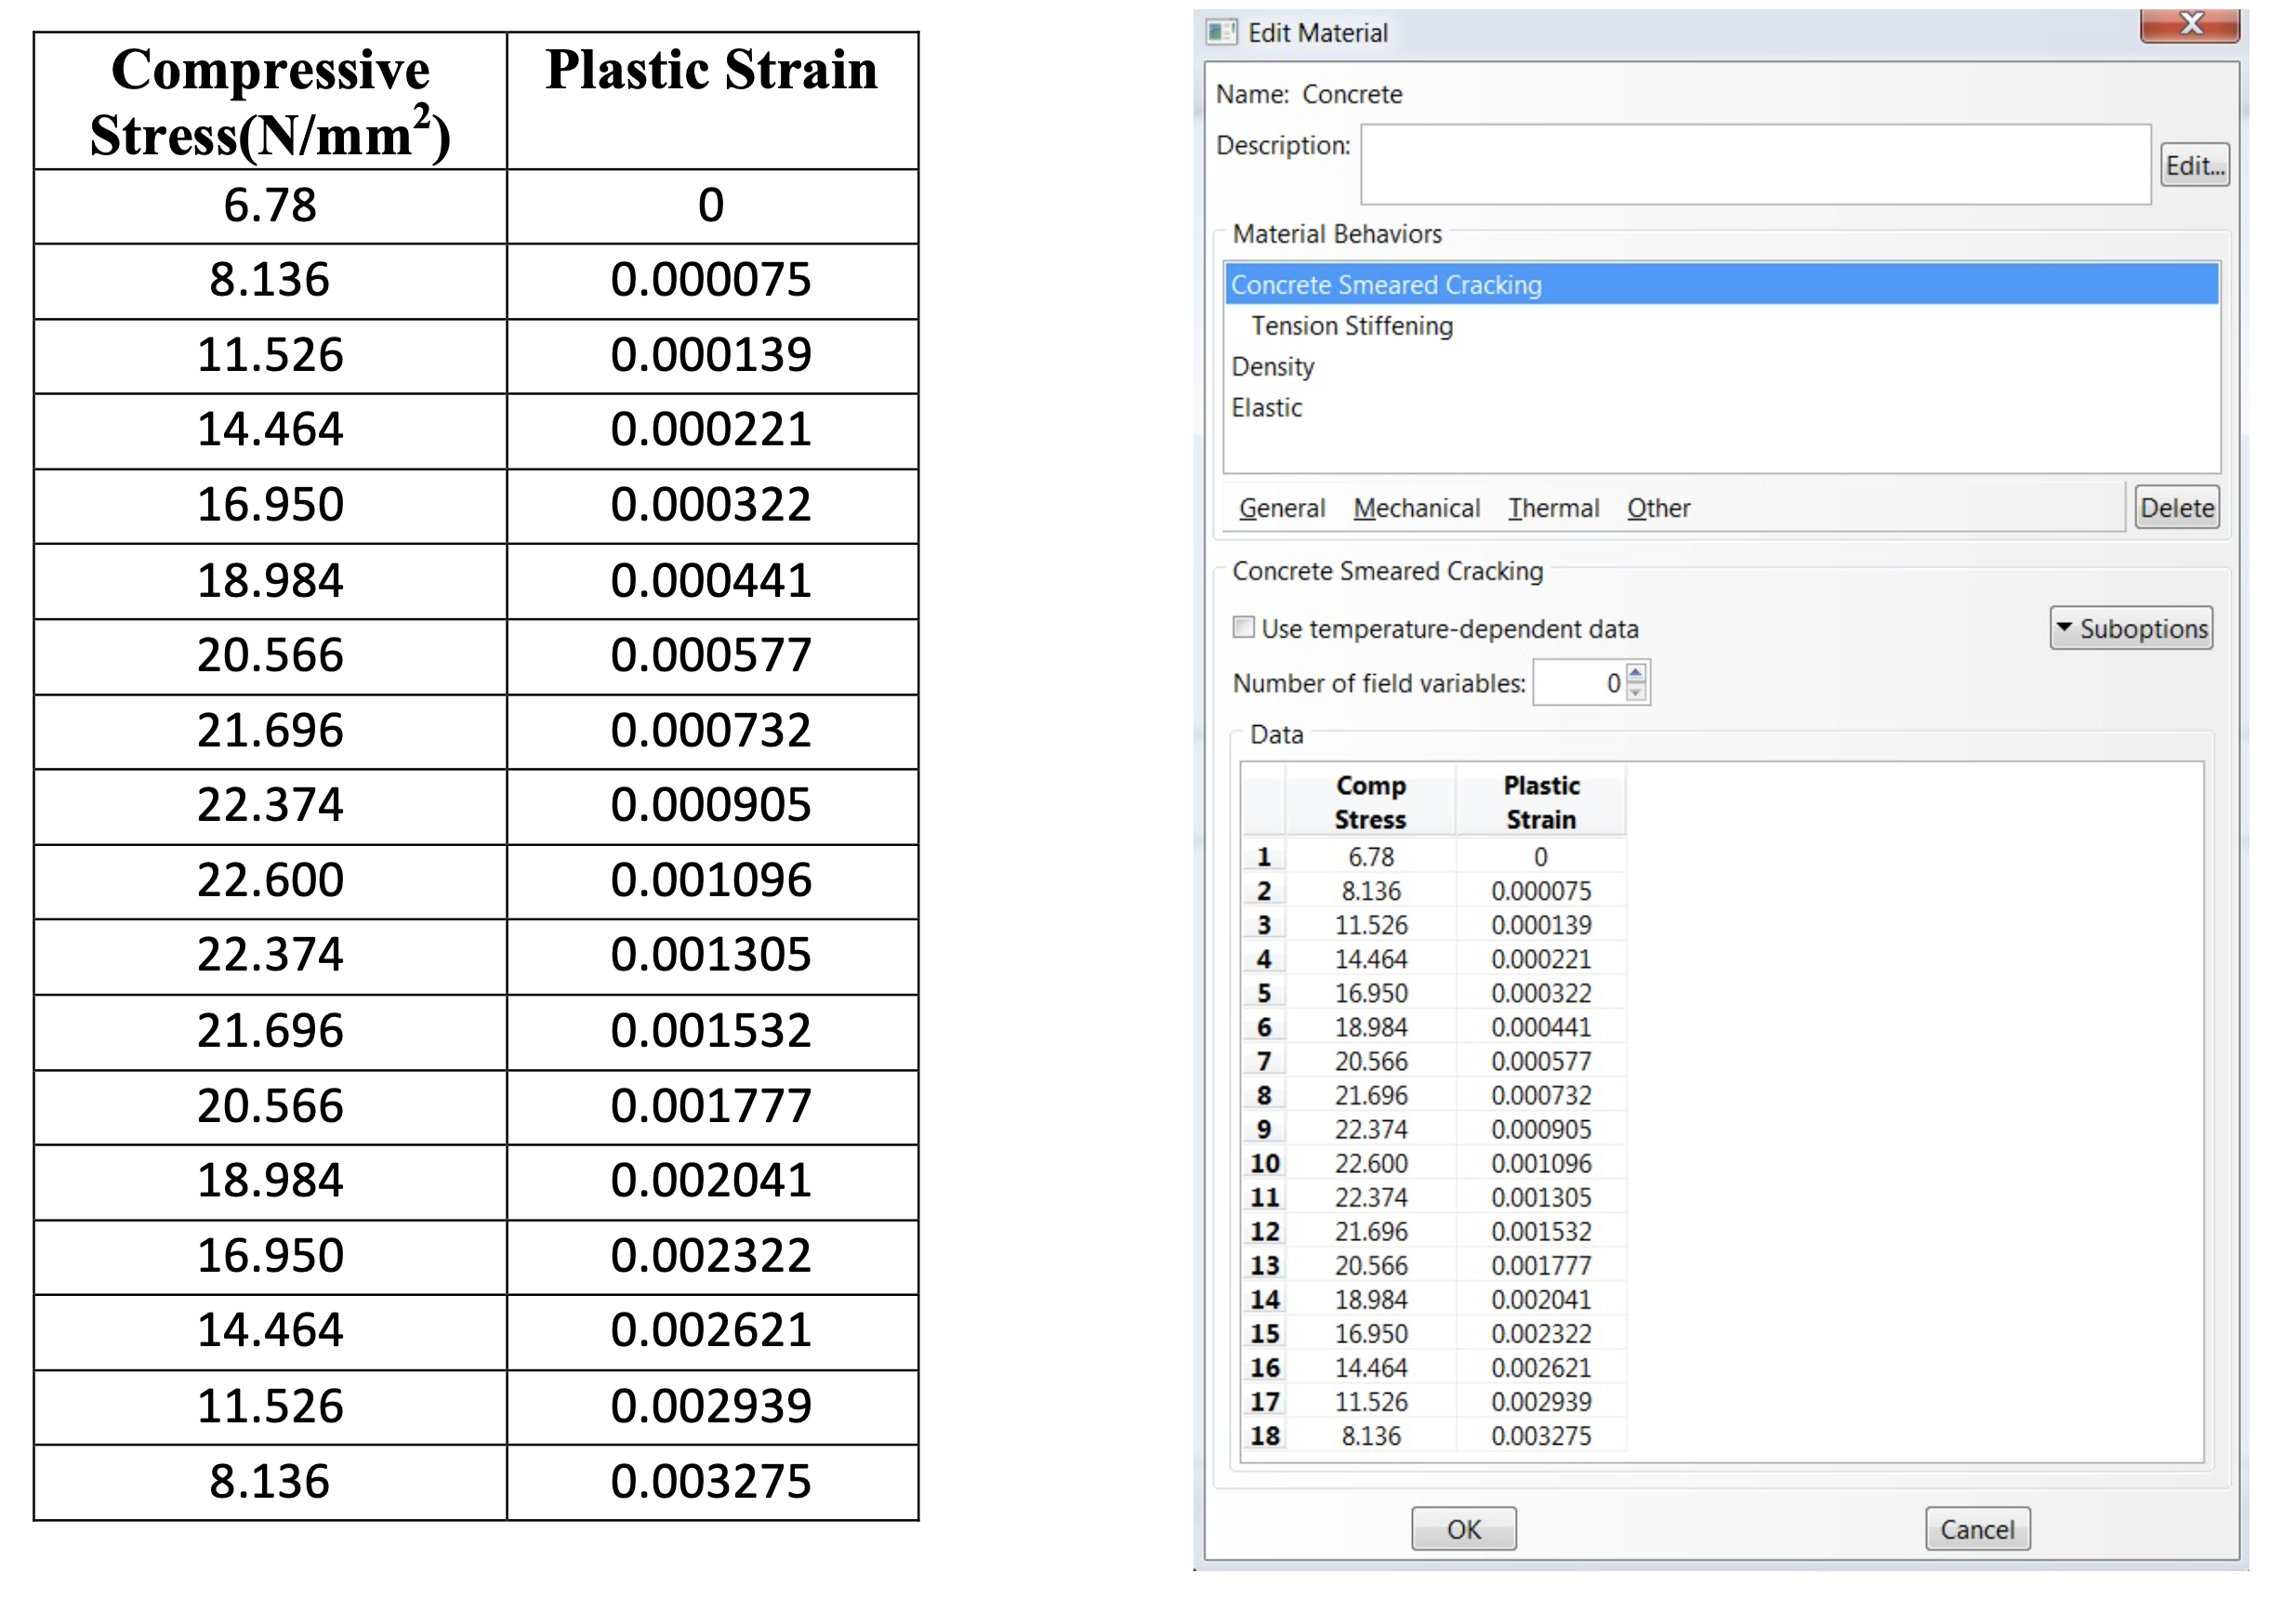 Compressive Stress(N/mm²) Plastic Strain
6.78 0
8.136 0.000075
11.526 0.000139
14.464 0.000221
16.950 0.000322
18.984 0.000441
20.566 0.000577
21.696 0.000732
22.374 0.000905
22.600 0.001096
22.374 0.001305
21.696 0.001532
20.566 0.001777
18.984 0.002041
16.950 0.002322
14.464 0.002621
11.526 0.002939
8.136 0.003275
Edit Material
Name: Concrete
Description:
Edit...
Material Behaviors
Concrete Smeared Cracking
Tension Stiffening
Density
Elastic
General Mechanical Thermal Other Delete
Concrete Smeared Cracking
Use temperature-dependent data
Suboptions
Number of field variables: 0
Data
Comp Stress Plastic Strain
1 6.78 0
2 8.136 0.000075
3 11.526 0.000139
4 14.464 0.000221
5 16.950 0.000322
6 18.984 0.000441
7 20.566 0.000577
8 21.696 0.000732
9 22.374 0.000905
10 22.600 0.001096
11 22.374 0.001305
12 21.696 0.001532
13 20.566 0.001777
14 18.984 0.002041
15 16.950 0.002322
16 14.464 0.002621
17 11.526 0.002939
18 8.136 0.003275
OK Cancel